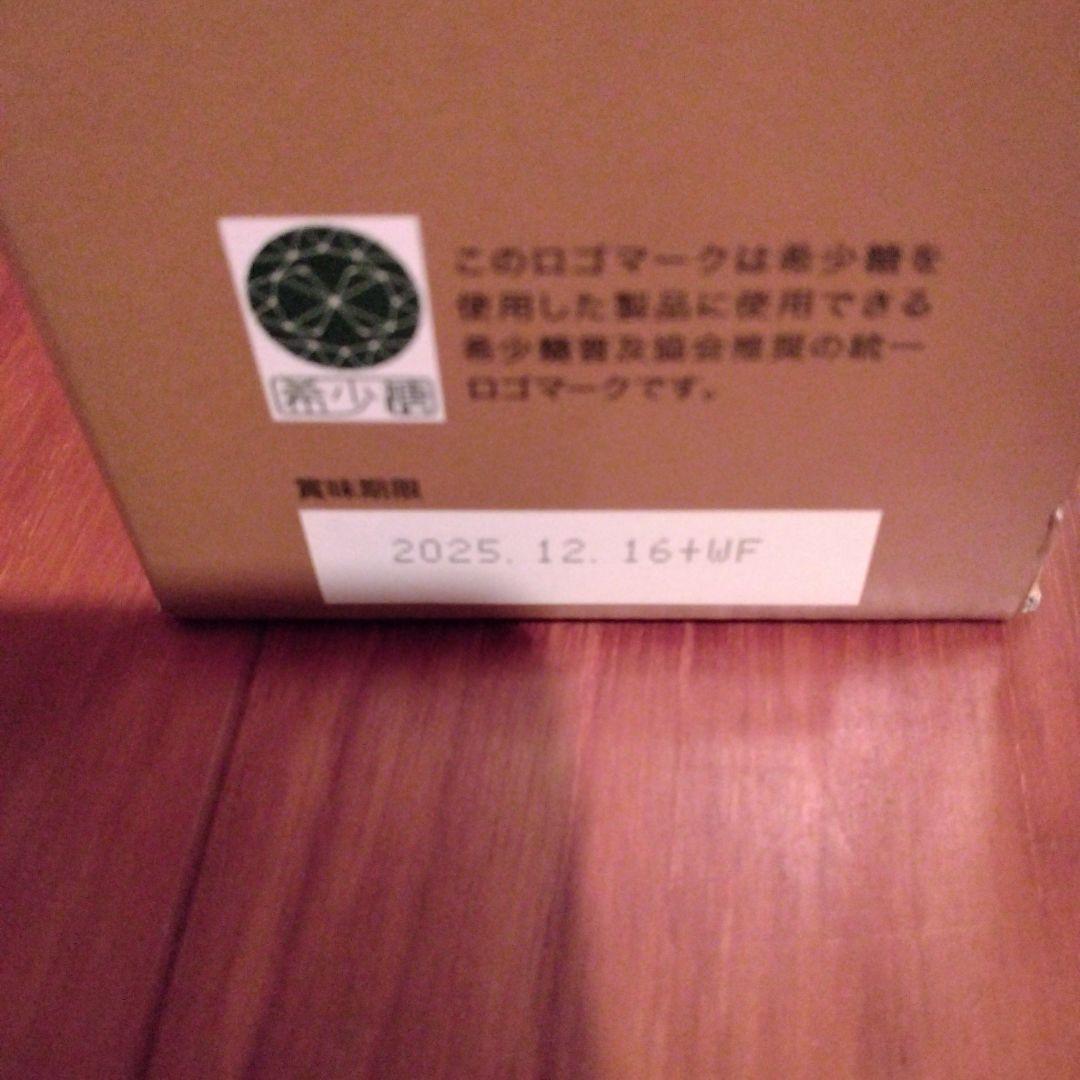 このロゴマークは希少糖を
使用した製品に使用できる
希少糖普及協会推奨の統一
ロゴマークです。
希少糖
賞味期限
2025.12.16+WF